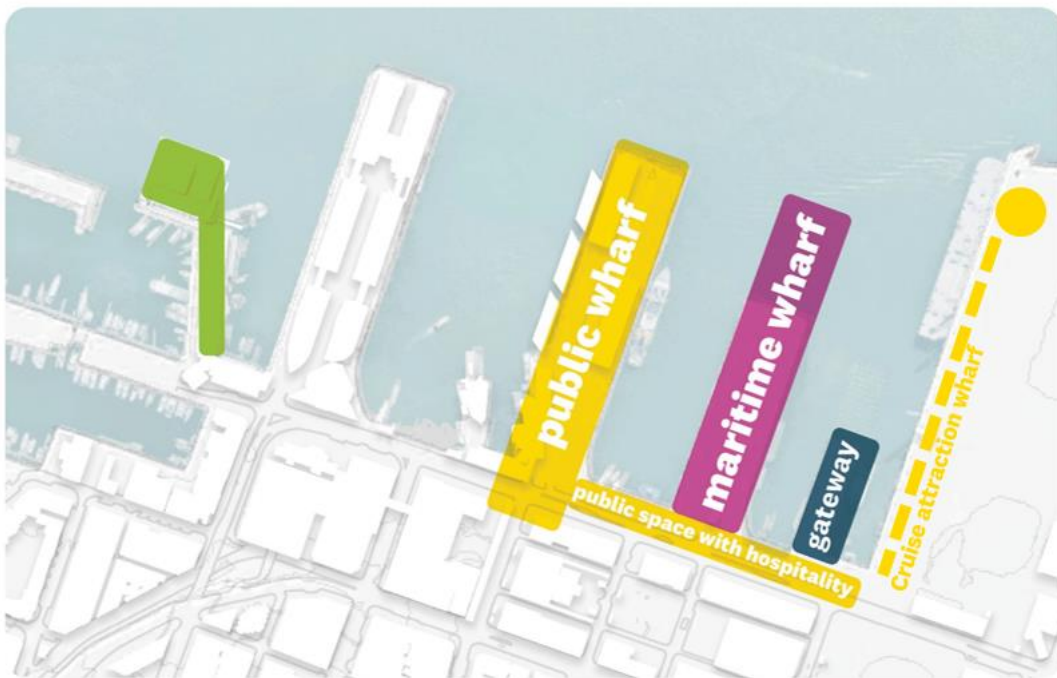 public wharf
maritime wharf
public space with hospitality
gateway
Cruise attraction wharf